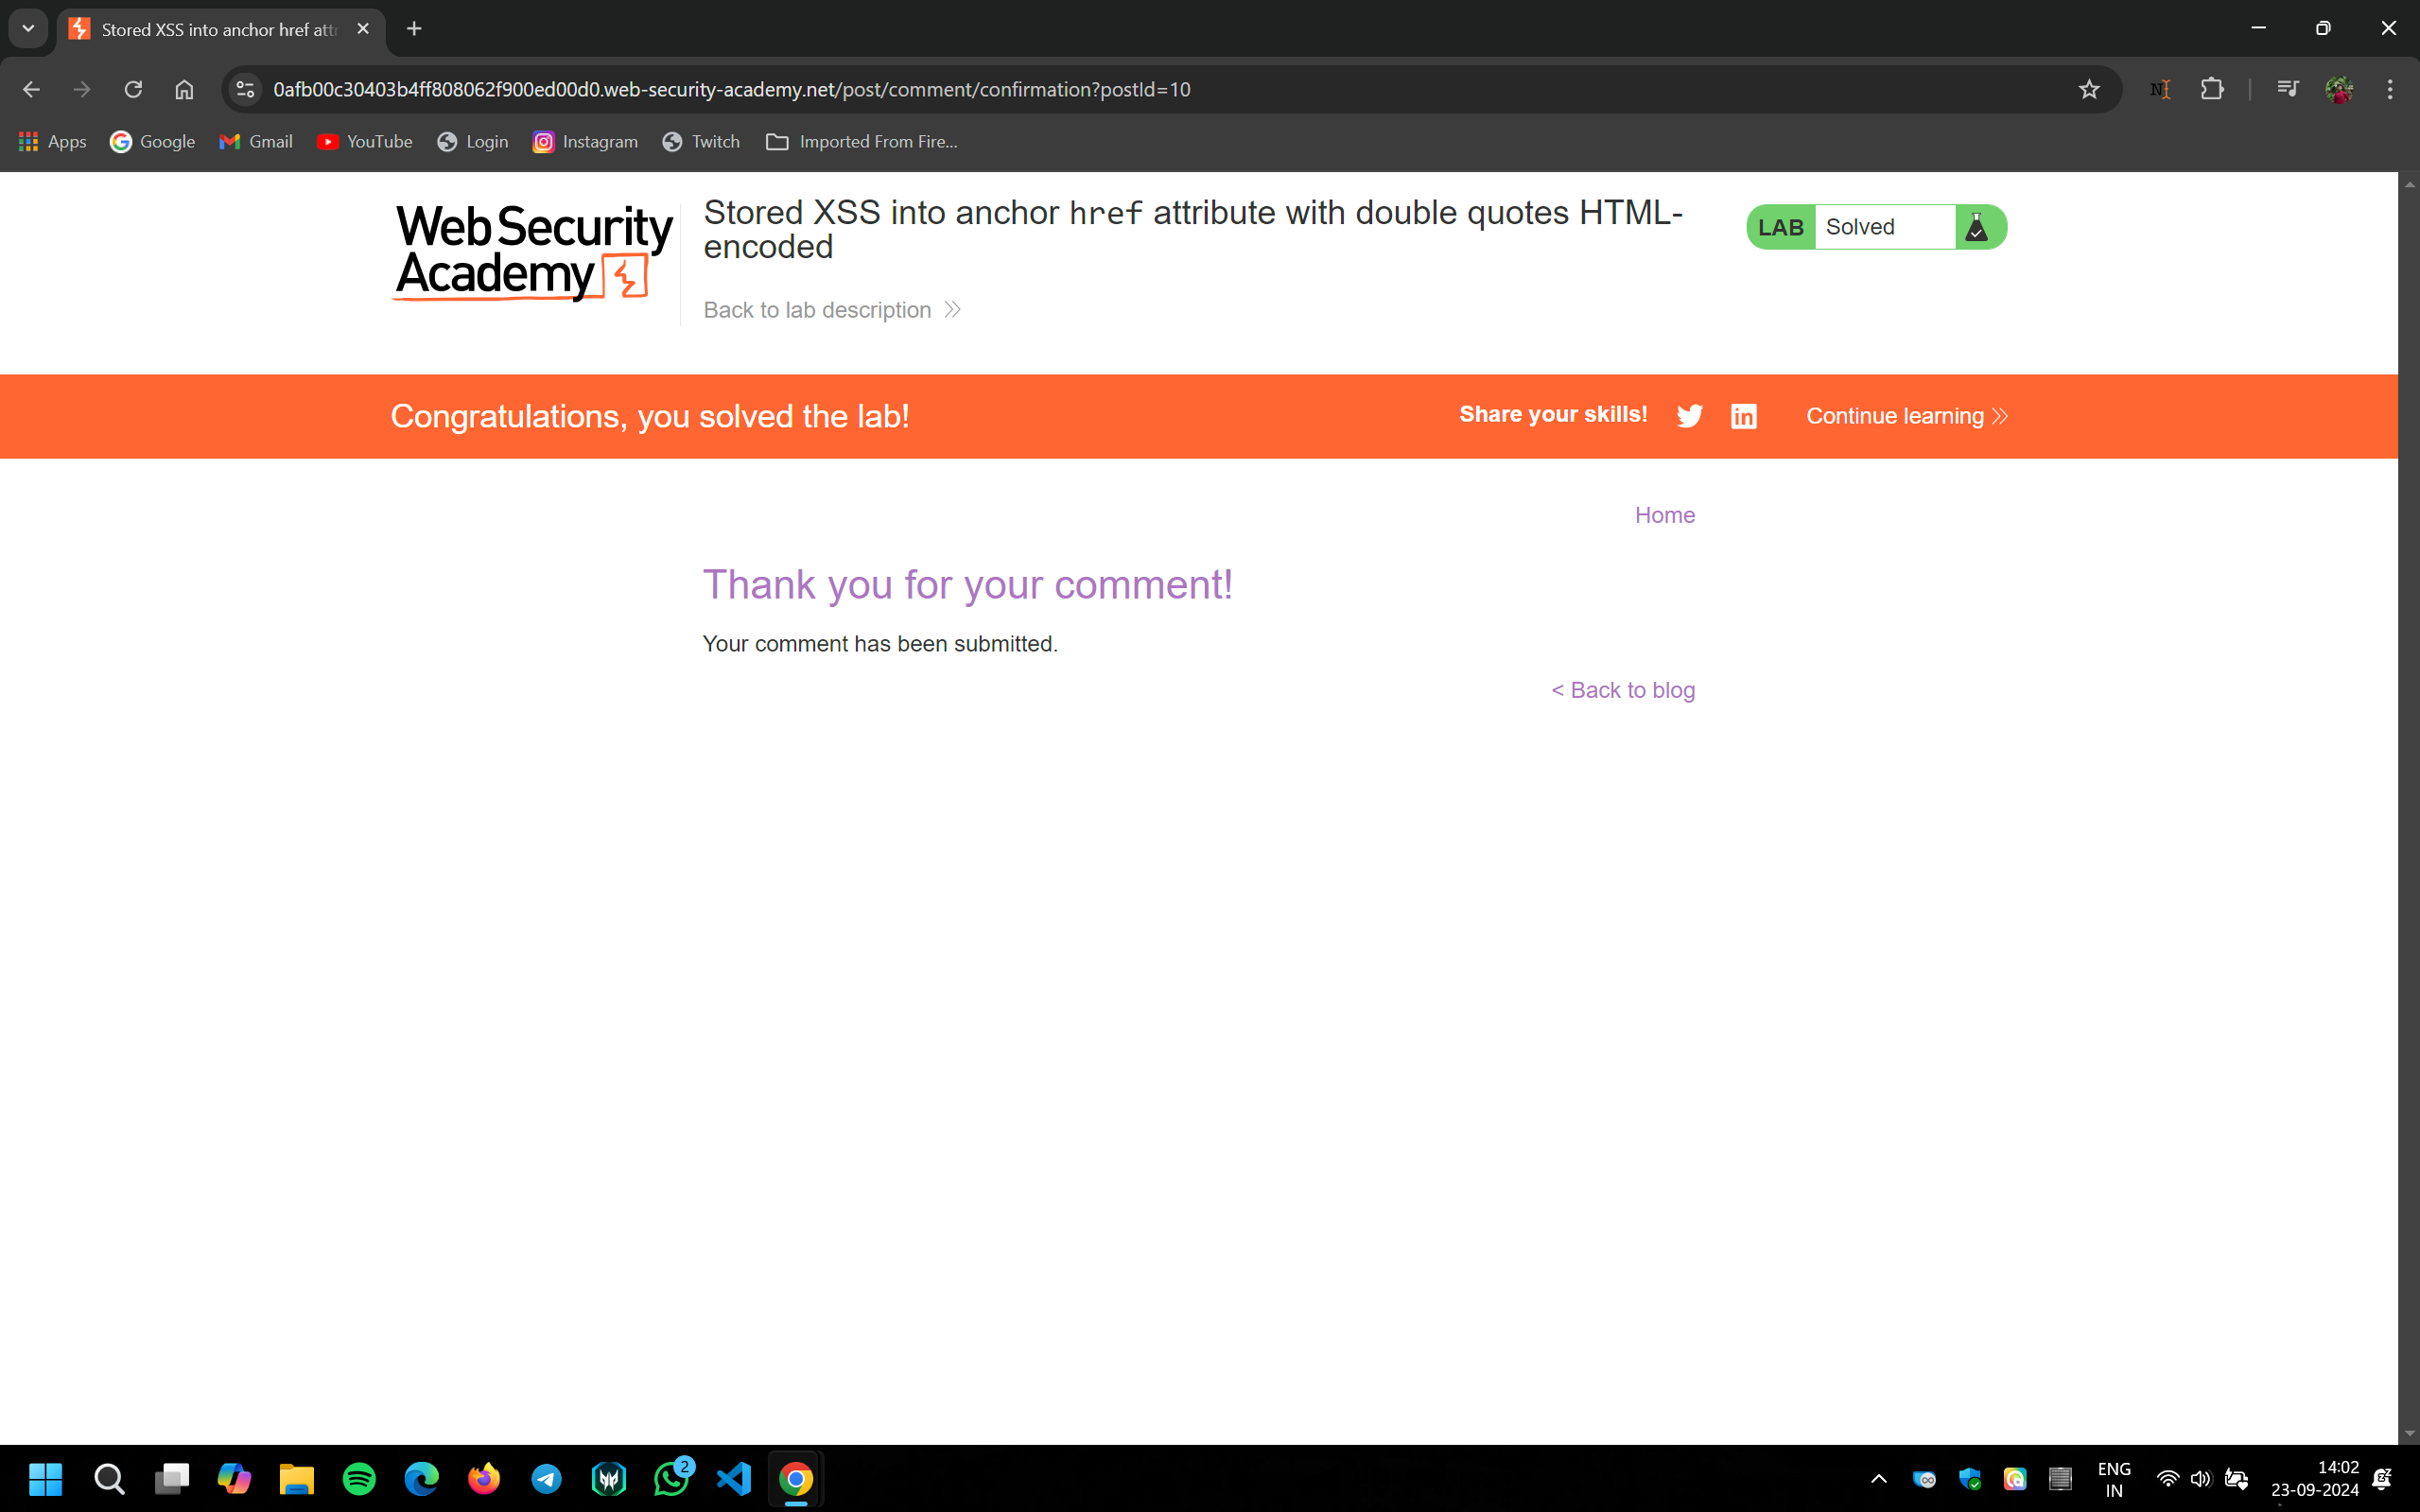 Stored XSS into anchor href attr
0afb00c30403b4ff808062f900ed00d0.web-security-academy.net/post/comment/confirmation?postId=10
Apps Google Gmail YouTube Login Instagram Twitch Imported From Fire...
WebSecurity
Academy
Stored XSS into anchor href attribute with double quotes HTML-
encoded
Back to lab description
LAB Solved
Congratulations, you solved the lab!
Share your skills! in Continue learning
Home
Thank you for your comment!
Your comment has been submitted.
< Back to blog
2
ENG
IN
14:02
23-09-2024